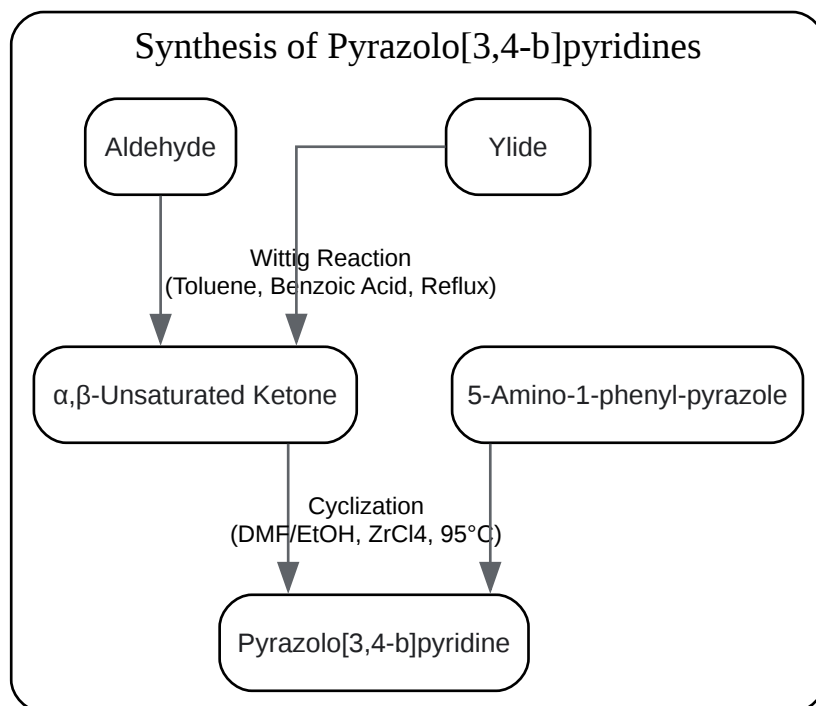 Synthesis of Pyrazolo[3,4-b]pyridines
Aldehyde
Ylide
Wittig Reaction
(Toluene, Benzoic Acid, Reflux)
α,β-Unsaturated Ketone
5-Amino-1-phenyl-pyrazole
Cyclization
(DMF/EtOH, ZrCl4, 95°C)
Pyrazolo[3,4-b]pyridine